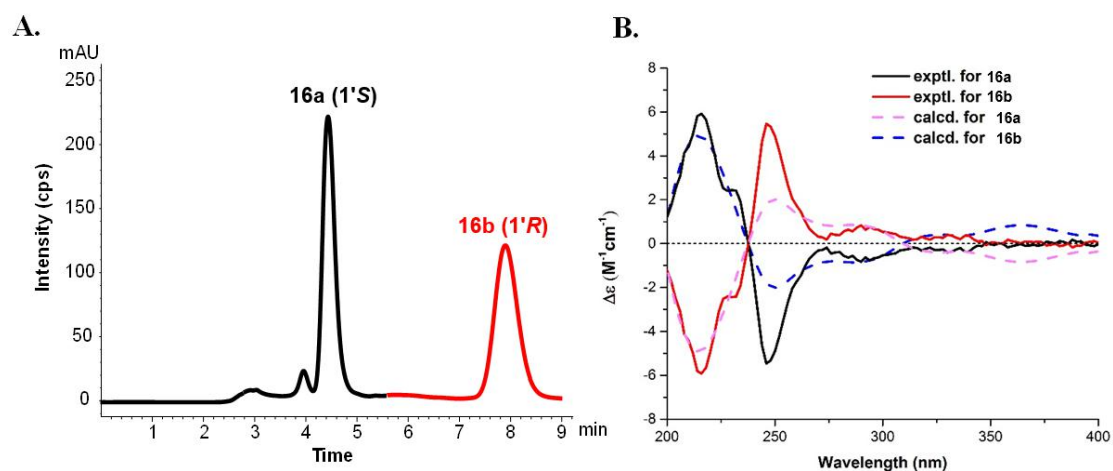 A.
mAU
250
200
150
100
50
0
Intensity (cps)
16a (1'S)
16b (1'R)
1 2 3 4 5 6 7 8 9 min
Time
B.
exptl. for 16a
exptl. for 16b
calcd. for 16a
calcd. for 16b
8
6
4
2
0
-2
-4
-6
-8
Δε (M⁻¹cm⁻¹)
200 250 300 350 400
Wavelength (nm)